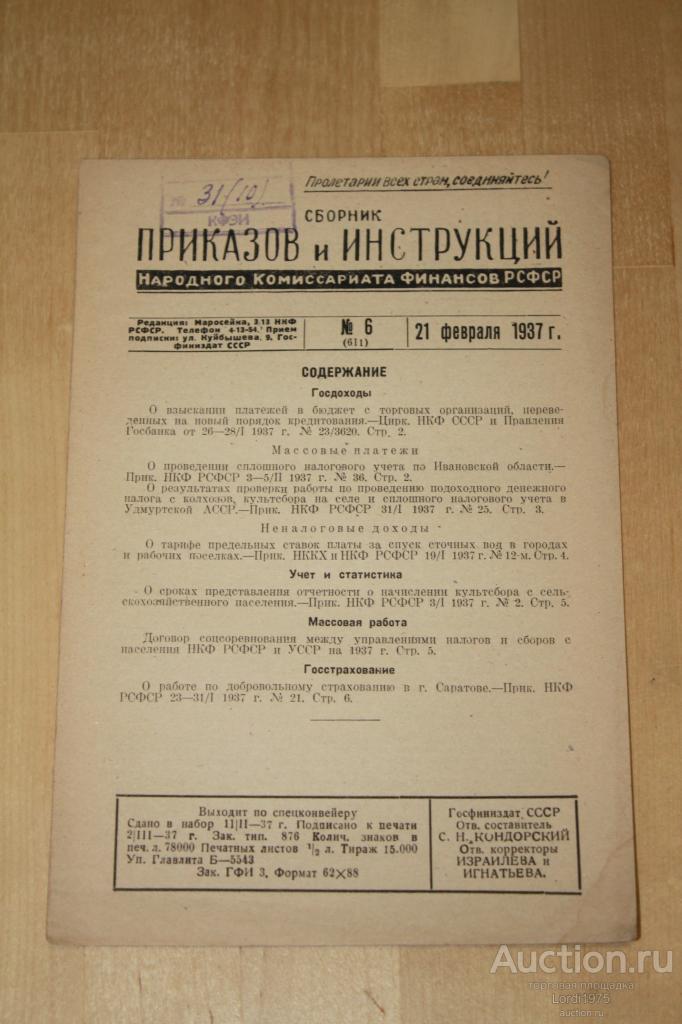 Пролетарии всех стран, соединяйтесь!
№ 31(10)
КФЭИ
СБОРНИК
ПРИКАЗОВ и ИНСТРУКЦИЙ
НАРОДНОГО КОМИССАРИАТА ФИНАНСОВ РСФСР
Редакция: Маросейка, 3.13 НКФ
РСФСР. Телефон 4-13-54. Прием
подписки: ул. Куйбышева, 9, Гос-
финиздат СССР
№ 6
(611)
21 февраля 1937 г.
СОДЕРЖАНИЕ
Госдоходы
О взыскании платежей в бюджет с торговых организаций, переве-
денных на новый порядок кредитования.—Цирк. НКФ СССР и Правления
Госбанка от 26—28/I 1937 г. № 23/3620. Стр. 2.
Массовые платежи
О проведении сплошного налогового учета по Ивановской области.—
Прик. НКФ РСФСР 3—5/II 1937 г. № 36. Стр. 2.
О результатах проверки работы по проведению подоходного денежного
налога с колхозов, культсбора на селе и сплошного налогового учета в
Удмуртской АССР.—Прик. НКФ РСФСР 31/I 1937 г. № 25. Стр. 3.
Неналоговые доходы
О тарифе предельных ставок платы за спуск сточных вод в городах
и рабочих поселках.—Прик. НККХ и НКФ РСФСР 19/I 1937 г. № 12-м. Стр. 4.
Учет и статистика
О сроках представления отчетности о начислении культсбора с сель-
скохозяйственного населения.—Прик. НКФ РСФСР 3/I 1937 г. № 2. Стр. 5.
Массовая работа
Договор соцсоревнования между управлениями налогов и сборов с
населения НКФ РСФСР и УССР на 1937 г. Стр. 5.
Госстрахование
О работе по добровольному страхованию в г. Саратове.—Прик. НКФ
РСФСР 23—31/I 1937 г. № 21. Стр. 6.
Выходит по спецконвейеру
Сдано в набор 11/II—37 г. Подписано к печати
2/III—37 г. Зак. тип. 876 Колич. знаков в
печ. л. 78000 Печатных листов 1/2 л. Тираж 15.000
Уп. Главлита Б—5543
Зак. ГФИ 3. Формат 62×88
Госфиниздат СССР
Отв. составитель
С. Н. КОНДОРСКИЙ
Отв. корректоры
ИЗРАИЛЕВА и
ИГНАТЬЕВА.
Auction.ru
торговая площадка
Lordi1975
auction.ru